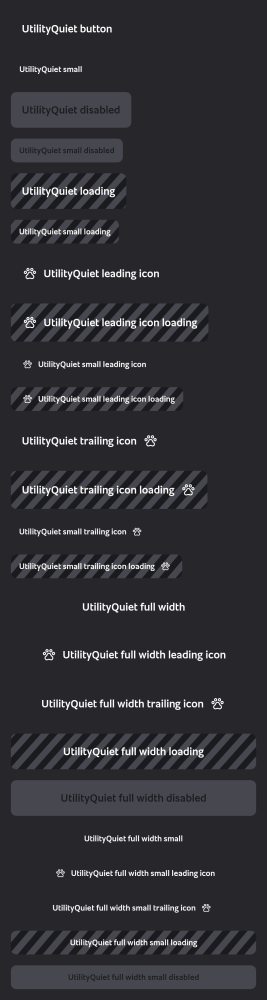 UtilityQuiet button
UtilityQuiet small
UtilityQuiet disabled
UtilityQuiet small disabled
UtilityQuiet loading
UtilityQuiet small loading
UtilityQuiet leading icon
UtilityQuiet leading icon loading
UtilityQuiet small leading icon
UtilityQuiet small leading icon loading
UtilityQuiet trailing icon
UtilityQuiet trailing icon loading
UtilityQuiet small trailing icon
UtilityQuiet small trailing icon loading
UtilityQuiet full width
UtilityQuiet full width leading icon
UtilityQuiet full width trailing icon
UtilityQuiet full width loading
UtilityQuiet full width disabled
UtilityQuiet full width small
UtilityQuiet full width small leading icon
UtilityQuiet full width small trailing icon
UtilityQuiet full width small loading
UtilityQuiet full width small disabled